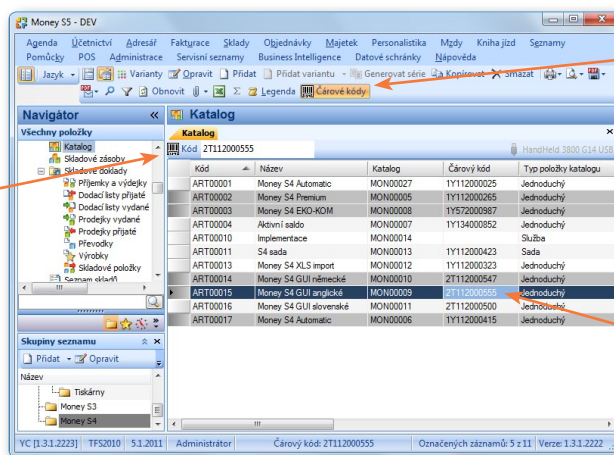 Money S5 - DEV
Agenda Účetnictví Adresář Faktyrace Sklady Objednávky Majetek Personalistika Mzdy Kniha jízd Seznamy
Pomůcky POS Administrace Servisní seznamy Business Intelligence Datové schránky Nápověda
Jazyk Varianty Opravit Přidat Přidat variantu Generovat série Kopírovat Smazat
Obnovit Σ Legenda Čárové kódy
Navigátor «
Katalog
Všechny položky
Katalog
Skladové zásoby
Skladové doklady
Příjemky a výdejky
Dodací listy přijaté
Dodací listy vydané
Prodejky vydané
Prodejky přijaté
Převodky
Výrobky
Skladové položky
Seznam skladů
Skupiny seznamu
Přidat Opravit
Název
Tiskárny
Money S3
Money S4
Katalog
Kód 2T112000555 HandHeld 3800 G14 USB
Kód Název Katalog Čárový kód Typ položky katalogu
ART00001 Money S4 Automatic MON00027 1Y112000025 Jednoduchý
ART00002 Money S4 Premium MON00005 1Y112000265 Jednoduchý
ART00003 Money S4 EKO-KOM MON00008 1Y572000987 Jednoduchý
ART00004 Aktivní saldo MON00007 1Y134000852 Jednoduchý
ART00010 Implementace MON00014 Služba
ART00011 S4 sada MON00013 1Y112000423 Sada
ART00013 Money S4 XLS import MON00012 1Y112000323 Jednoduchý
ART00014 Money S4 GUI německé MON00010 2T112000547 Jednoduchý
ART00015 Money S4 GUI anglické MON00009 2T112000555 Jednoduchý
ART00016 Money S4 GUI slovenské MON00011 2T112000500 Jednoduchý
ART00017 Money S4 Automatic MON00006 1Y112000415 Jednoduchý
YC [1.3.1.2223] TFS2010 5.1.2011 Administrátor Čárový kód: 2T112000555 Označených záznamů: 5 z 11 Verze: 1.3.1.2222